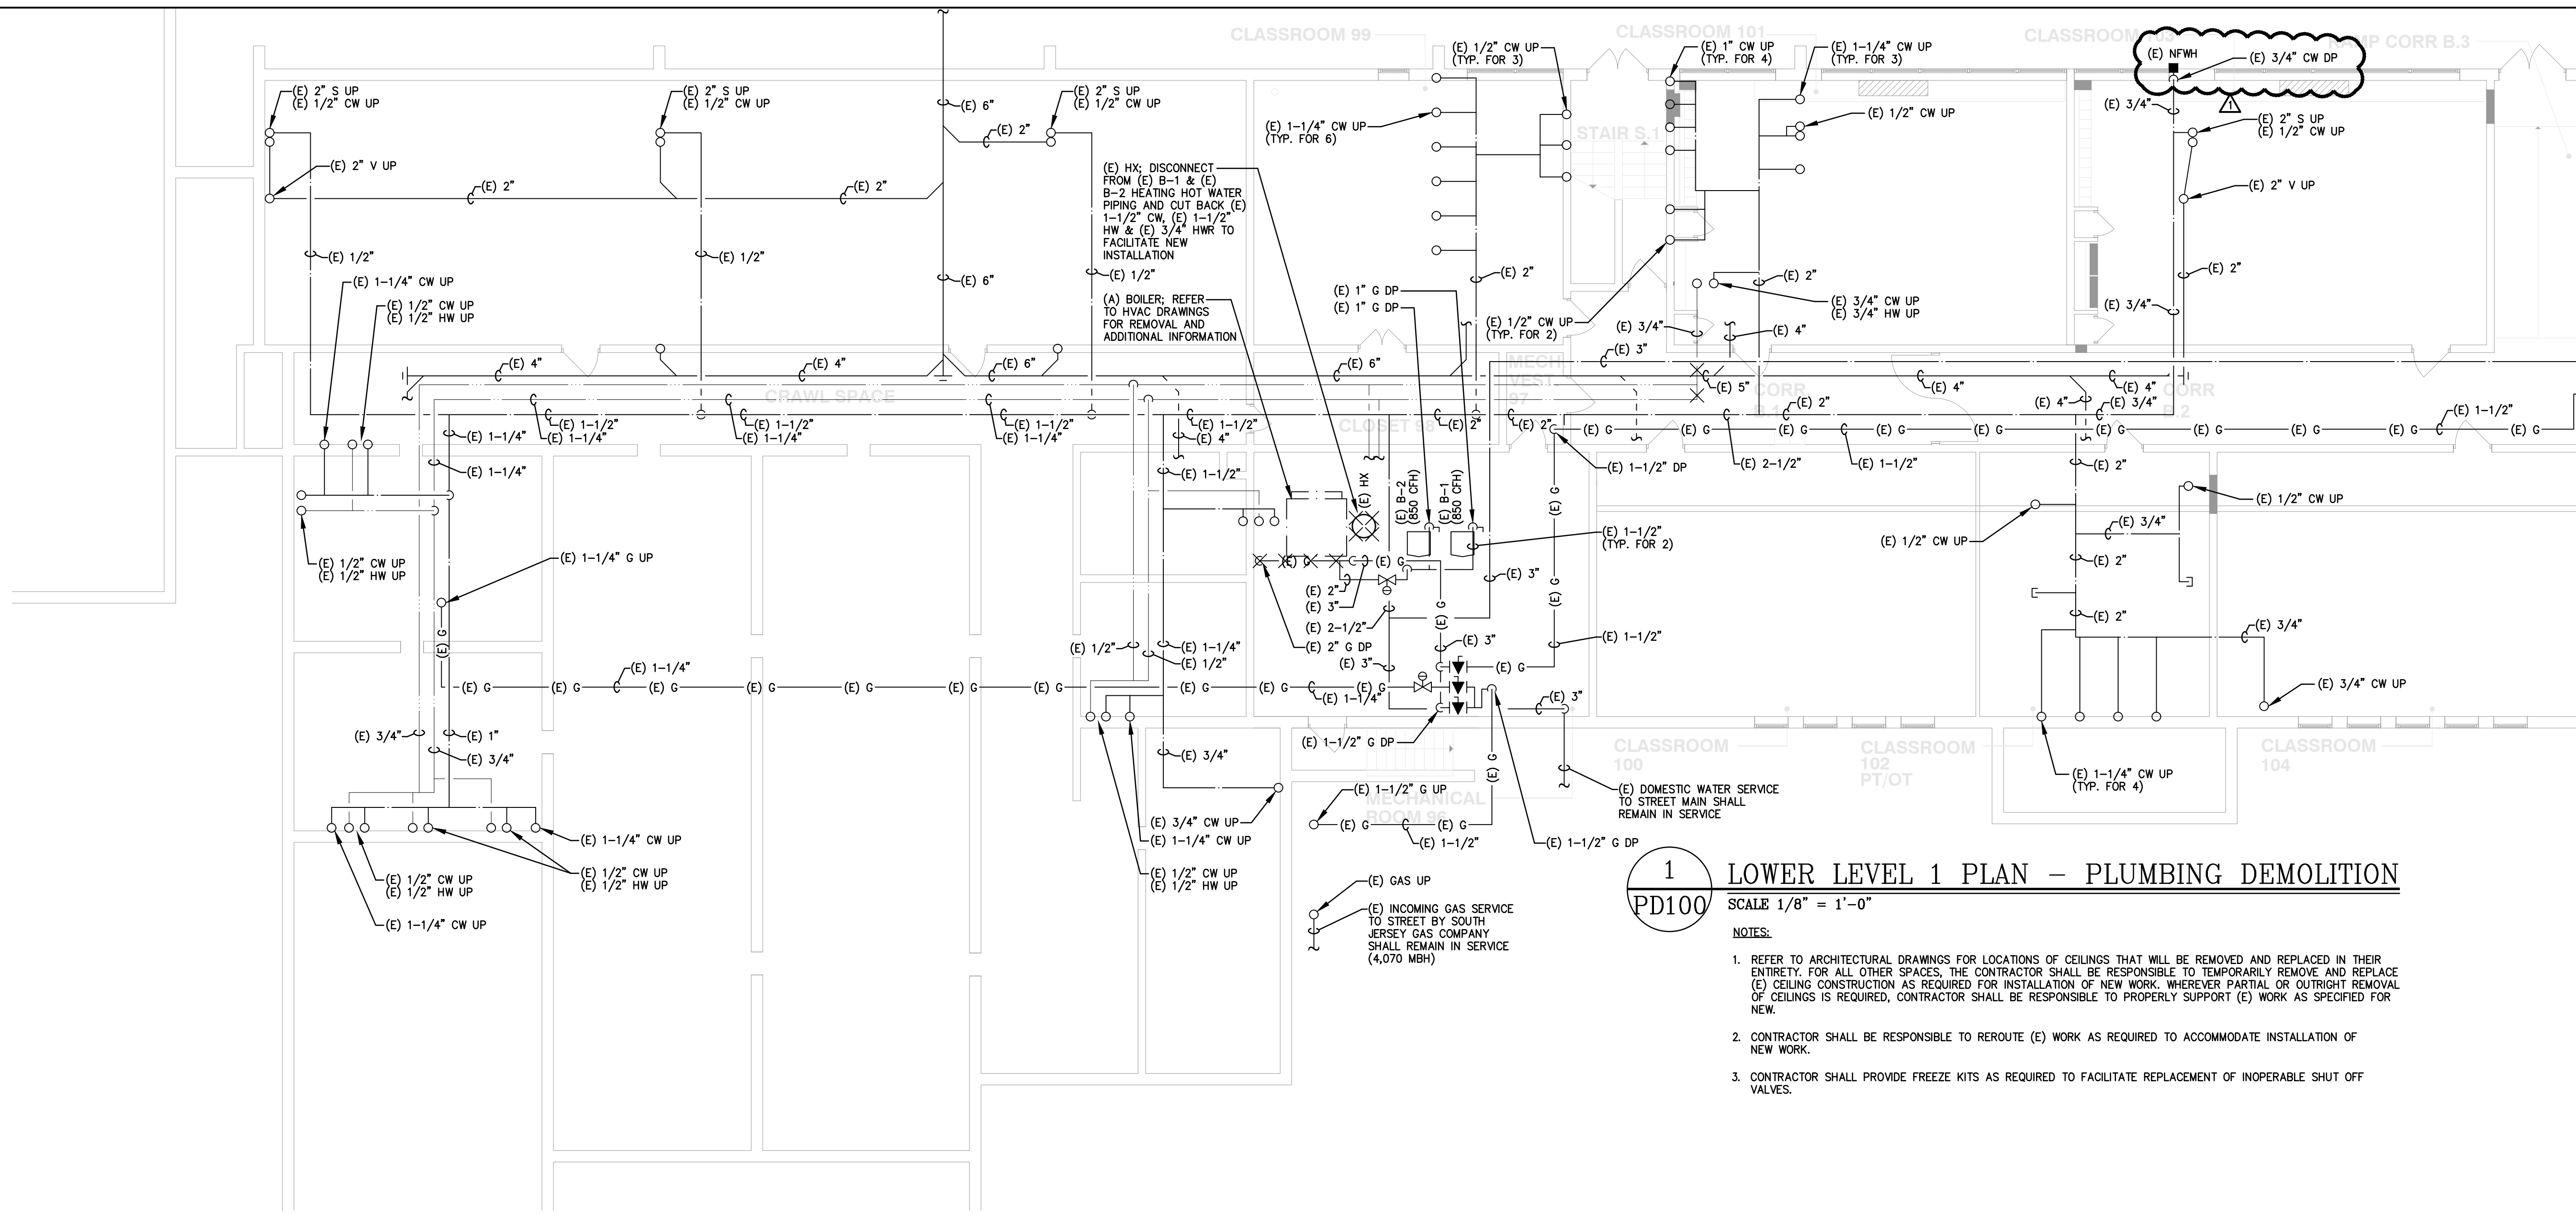 CLASSROOM 99
CLASSROOM 101
CLASSROOM 103
RAMP CORR B.3
(E) 1/2" CW UP
(TYP. FOR 3)
(E) 1" CW UP
(TYP. FOR 4)
(E) 1-1/4" CW UP
(TYP. FOR 3)
(E) NFWH
(E) 3/4" CW DP
1
(E) 2" S UP
(E) 1/2" CW UP
(E) 2" S UP
(E) 1/2" CW UP
(E) 6"
(E) 2" S UP
(E) 1/2" CW UP
(E) 2"
(E) 1-1/4" CW UP
(TYP. FOR 6)
STAIR S.1
(E) 1/2" CW UP
(E) 3/4"
(E) 2" S UP
(E) 1/2" CW UP
(E) 2" V UP
(E) 2"
(E) 2"
(E) HX; DISCONNECT
FROM (E) B-1 & (E)
B-2 HEATING HOT WATER
PIPING AND CUT BACK (E)
1-1/2" CW, (E) 1-1/2"
HW & (E) 3/4" HWR TO
FACILITATE NEW
INSTALLATION
(E) 2" V UP
(E) 1/2"
(E) 1/2"
(E) 6"
(E) 1/2"
(E) 2"
(E) 2"
(E) 2"
(E) 1-1/4" CW UP
(E) 1/2" CW UP
(E) 1/2" HW UP
(A) BOILER; REFER
TO HVAC DRAWINGS
FOR REMOVAL AND
ADDITIONAL INFORMATION
(E) 1" G DP
(E) 1" G DP
(E) 1/2" CW UP
(TYP. FOR 2)
(E) 3/4" CW UP
(E) 3/4" HW UP
(E) 3/4"
(E) 4"
(E) 3/4"
(E) 4"
(E) 4"
(E) 6"
(E) 6"
(E) 3"
MECH
VEST.
97
(E) 5"
CORR
B.1
(E) 4"
(E) 4"
CORR
B.2
CRAWL SPACE
(E) 1-1/2"
(E) 1-1/4"
(E) 1-1/2"
(E) 1-1/4"
(E) 1-1/2"
(E) 1-1/4"
(E) 1-1/2"
(E) 4"
CLOSET 98
(E) 2"
(E) 2"
(E) 2"
(E) 4"
(E) 3/4"
(E) 1-1/2"
(E) G
(E) G
(E) G
(E) G
(E) G
(E) G
(E) G
(E) G
(E) G
(E) G
(E) G
(E) 1-1/4"
(E) 1-1/4"
(E) 1-1/2"
(E) HX
(E) B-2
(850 CFH)
(E) B-1
(850 CFH)
(E) 1-1/2" DP
(E) 2-1/2"
(E) 1-1/2"
(E) 2"
(E) 1/2" CW UP
(E) G
(E) 1-1/2"
(TYP. FOR 2)
(E) 1/2" CW UP
(E) 3/4"
(E) 2"
(E) 1/2" CW UP
(E) 1/2" HW UP
(E) 1-1/4" G UP
(E) G
(E) G
(E) 2"
(E) 3"
(E) 3"
(E) G
(E) G
(E) 2-1/2"
(E) 2"
(E) 3/4"
(E) G
(E) 1/2"
(E) 1-1/4"
(E) 1/2"
(E) 2" G DP
(E) 3"
(E) 3"
(E) 1-1/2"
(E) G
(E) 1-1/4"
(E) G
(E) G
(E) G
(E) G
(E) G
(E) G
(E) G
(E) G
(E) G
(E) G
(E) 1-1/4"
(E) 3"
(E) 3/4" CW UP
(E) 3/4"
(E) 1"
(E) 3/4"
(E) 3/4"
(E) 1-1/2" G DP
(E) G
CLASSROOM
100
CLASSROOM
102
PT/OT
CLASSROOM
104
(E) 1-1/4" CW UP
(TYP. FOR 4)
(E) DOMESTIC WATER SERVICE
TO STREET MAIN SHALL
REMAIN IN SERVICE
(E) 1-1/2" G UP
MECHANICAL
ROOM 96
(E) G
(E) G
(E) 1-1/2"
(E) 1-1/2" G DP
(E) 3/4" CW UP
(E) 1-1/4" CW UP
(E) 1/2" CW UP
(E) 1/2" HW UP
(E) 1-1/4" CW UP
(E) 1/2" CW UP
(E) 1/2" HW UP
(E) 1/2" CW UP
(E) 1/2" HW UP
(E) 1-1/4" CW UP
(E) GAS UP
(E) INCOMING GAS SERVICE
TO STREET BY SOUTH
JERSEY GAS COMPANY
SHALL REMAIN IN SERVICE
(4,070 MBH)
1
PD100
LOWER LEVEL 1 PLAN - PLUMBING DEMOLITION
SCALE 1/8" = 1'-0"
NOTES:
1. REFER TO ARCHITECTURAL DRAWINGS FOR LOCATIONS OF CEILINGS THAT WILL BE REMOVED AND REPLACED IN THEIR
ENTIRETY. FOR ALL OTHER SPACES, THE CONTRACTOR SHALL BE RESPONSIBLE TO TEMPORARILY REMOVE AND REPLACE
(E) CEILING CONSTRUCTION AS REQUIRED FOR INSTALLATION OF NEW WORK. WHEREVER PARTIAL OR OUTRIGHT REMOVAL
OF CEILINGS IS REQUIRED, CONTRACTOR SHALL BE RESPONSIBLE TO PROPERLY SUPPORT (E) WORK AS SPECIFIED FOR
NEW.
2. CONTRACTOR SHALL BE RESPONSIBLE TO REROUTE (E) WORK AS REQUIRED TO ACCOMMODATE INSTALLATION OF
NEW WORK.
3. CONTRACTOR SHALL PROVIDE FREEZE KITS AS REQUIRED TO FACILITATE REPLACEMENT OF INOPERABLE SHUT OFF
VALVES.